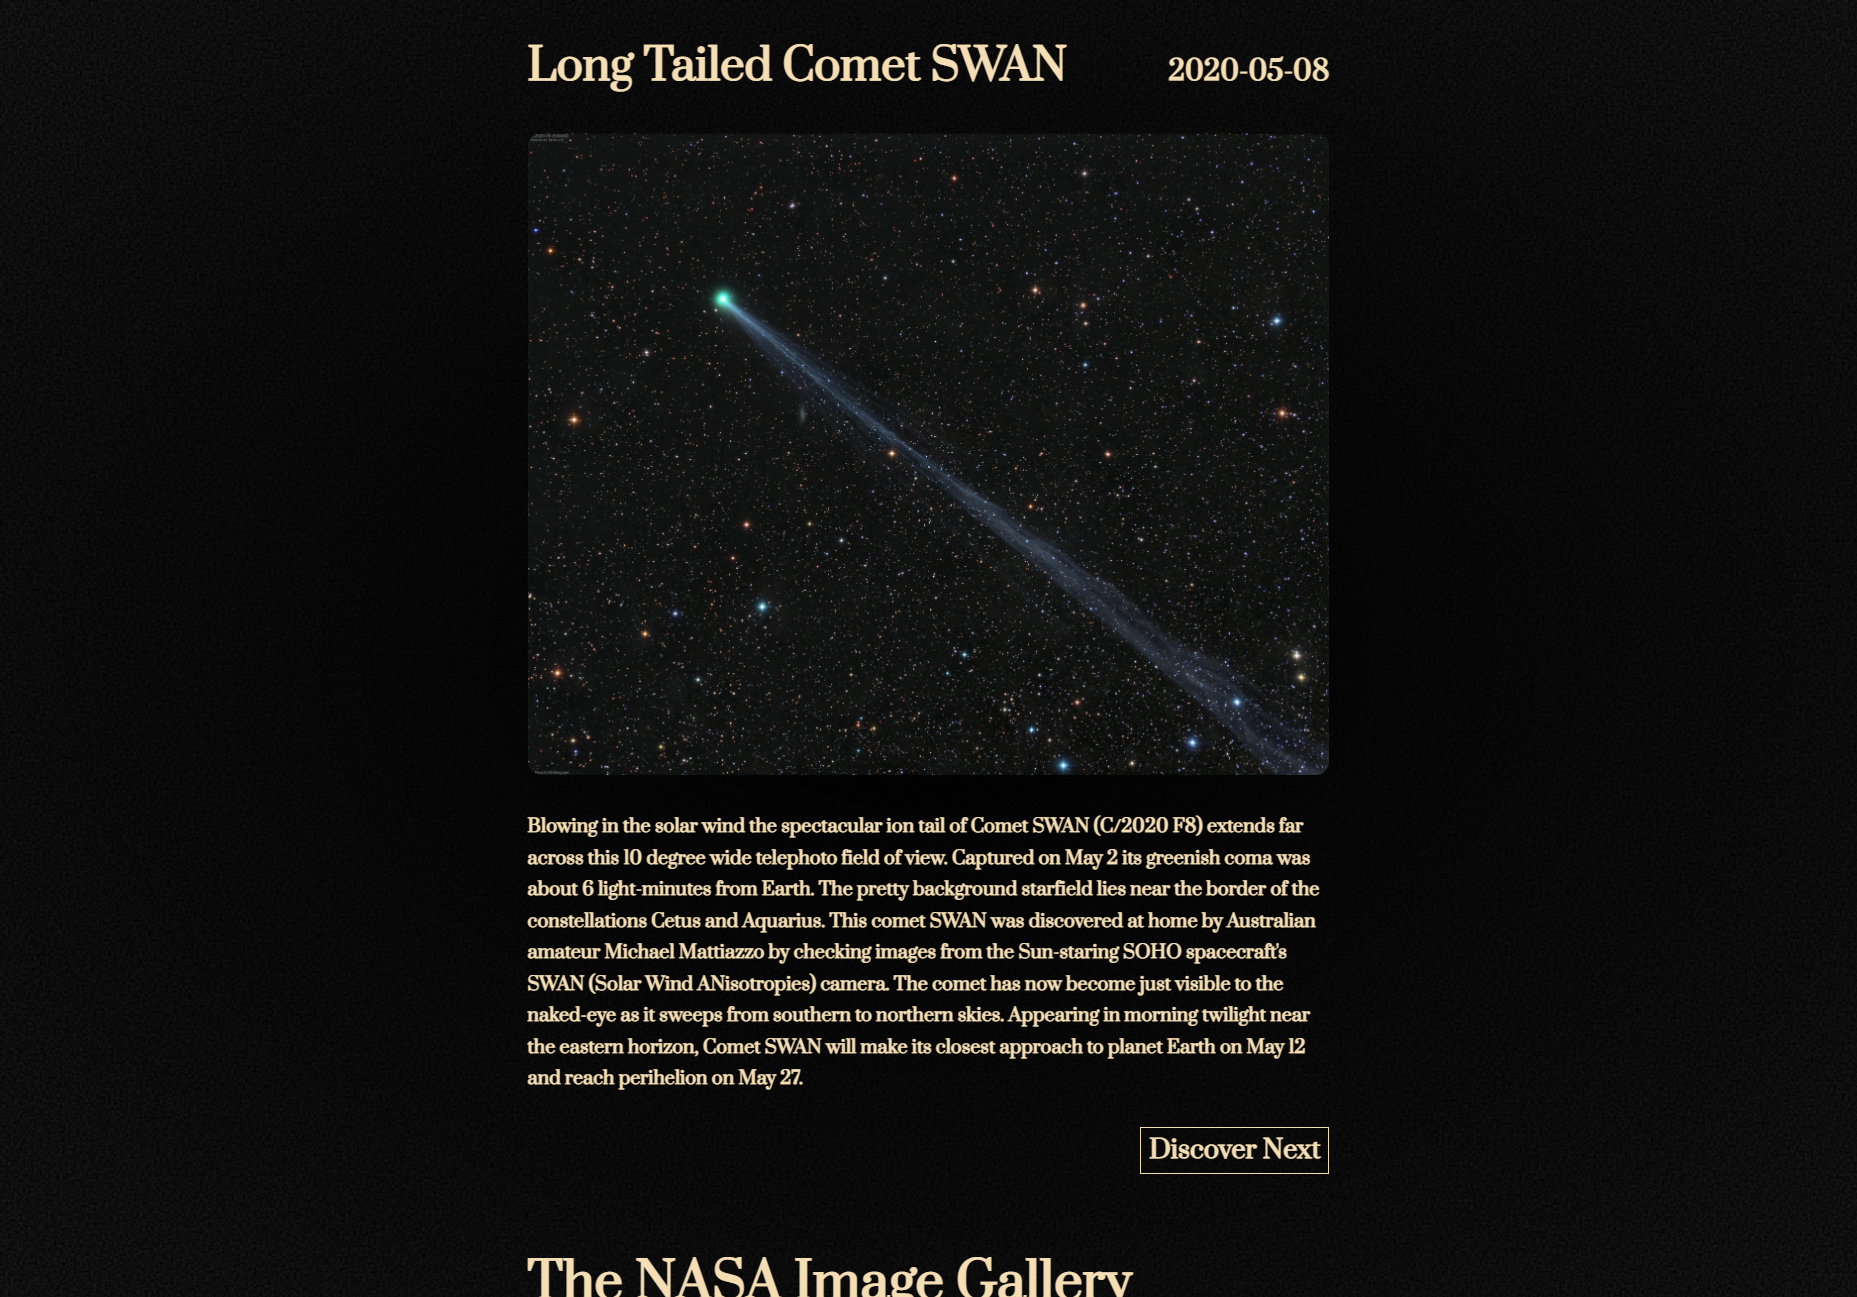 Long Tailed Comet SWAN
2020-05-08
Blowing in the solar wind the spectacular ion tail of Comet SWAN (C/2020 F8) extends far
across this 10 degree wide telephoto field of view. Captured on May 2 its greenish coma was
about 6 light-minutes from Earth. The pretty background starfield lies near the border of the
constellations Cetus and Aquarius. This comet SWAN was discovered at home by Australian
amateur Michael Mattiazzo by checking images from the Sun-staring SOHO spacecraft's
SWAN (Solar Wind ANisotropies) camera. The comet has now become just visible to the
naked-eye as it sweeps from southern to northern skies. Appearing in morning twilight near
the eastern horizon, Comet SWAN will make its closest approach to planet Earth on May 12
and reach perihelion on May 27.
Discover Next
The NASA Image Gallery